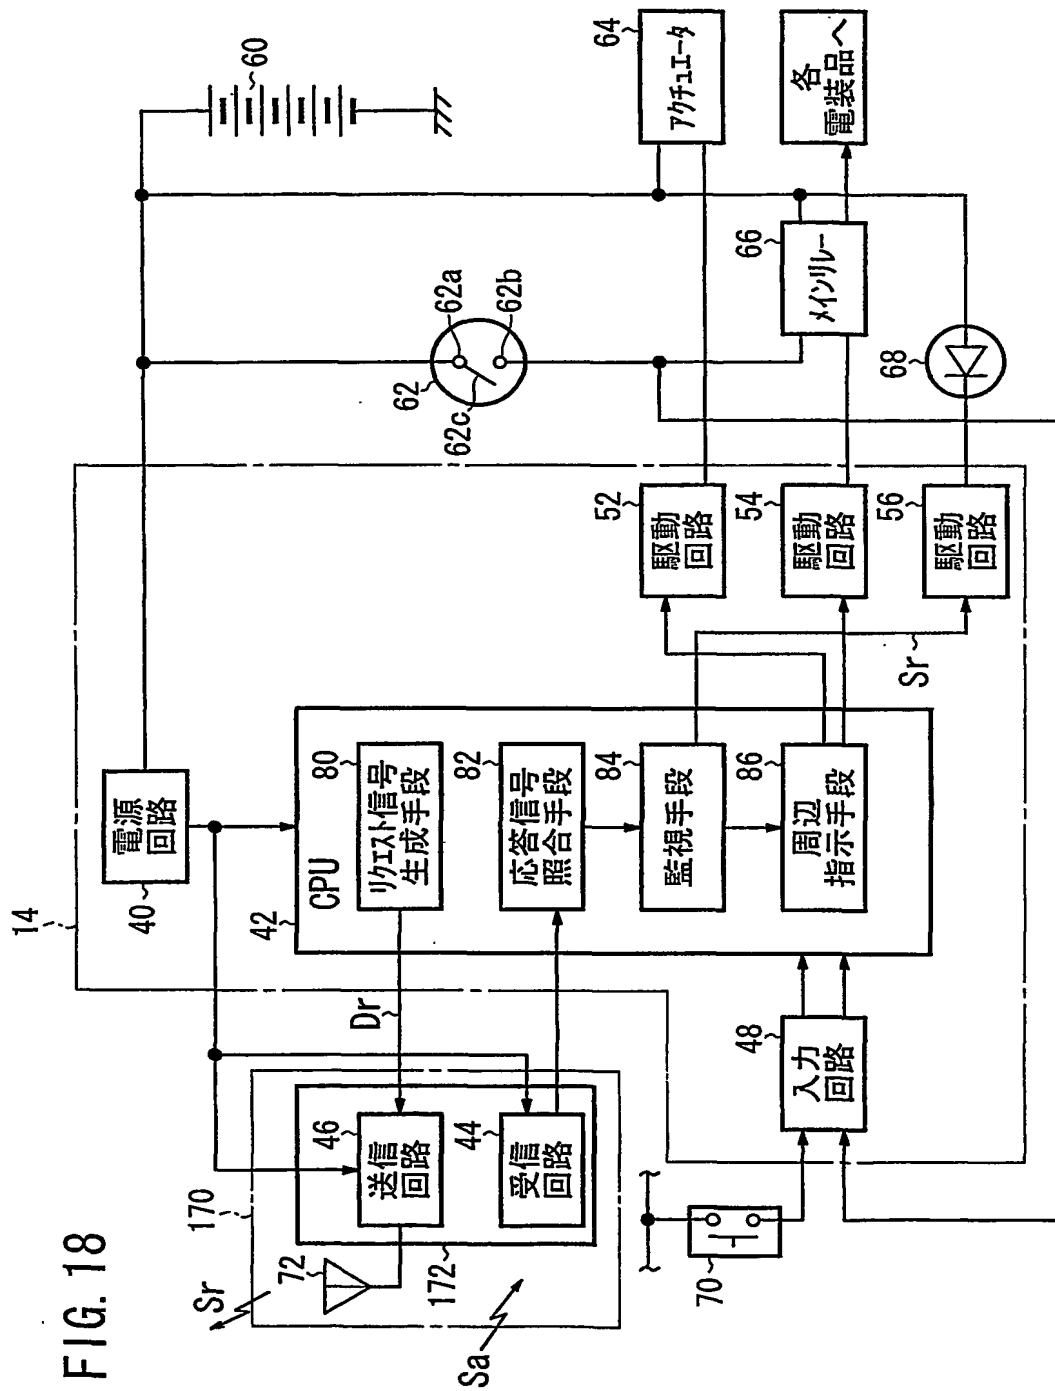 FIG. 18
14
60
電源
回路
40
62
62a
62b
62c
42
CPU
80
リクエスト信号
生成手段
82
応答信号
照合手段
84
監視手段
86
周辺
指示手段
Dr
170
46
送信
回路
44
受信
回路
72
172
Sr
Sa
52
駆動
回路
54
駆動
回路
56
駆動
回路
Sr
64
アクチュエータ
66
メインリレー
各
電装品へ
68
48
入力
回路
70